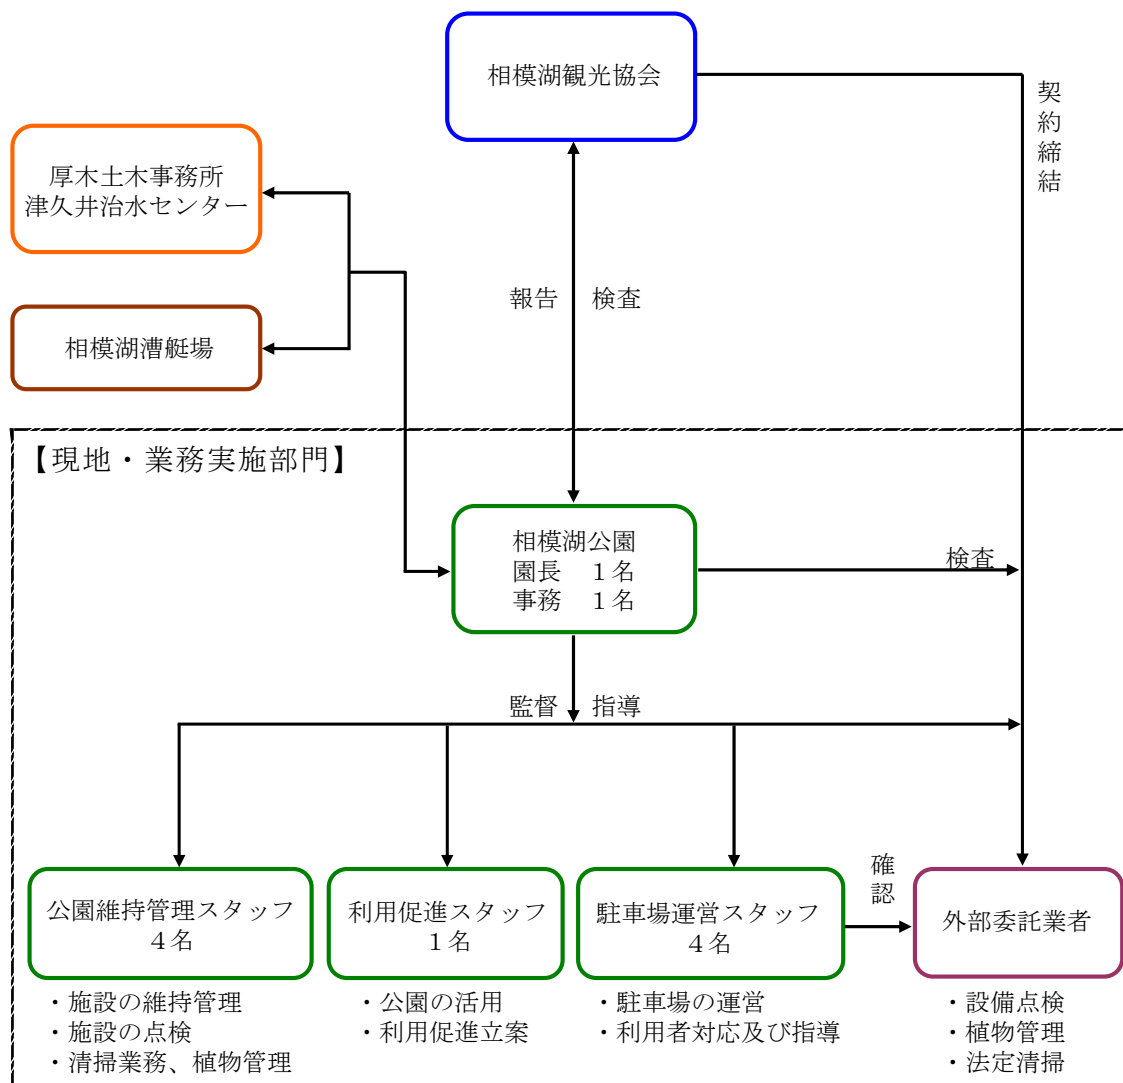 相模湖観光協会
契約締結
厚木土木事務所
津久井治水センター
報告
検査
相模湖漕艇場
【現地・業務実施部門】
相模湖公園
園長　１名
事務　１名
検査
監督
指導
公園維持管理スタッフ
４名
利用促進スタッフ
１名
駐車場運営スタッフ
４名
確認
外部委託業者
・施設の維持管理
・施設の点検
・清掃業務、植物管理
・公園の活用
・利用促進立案
・駐車場の運営
・利用者対応及び指導
・設備点検
・植物管理
・法定清掃